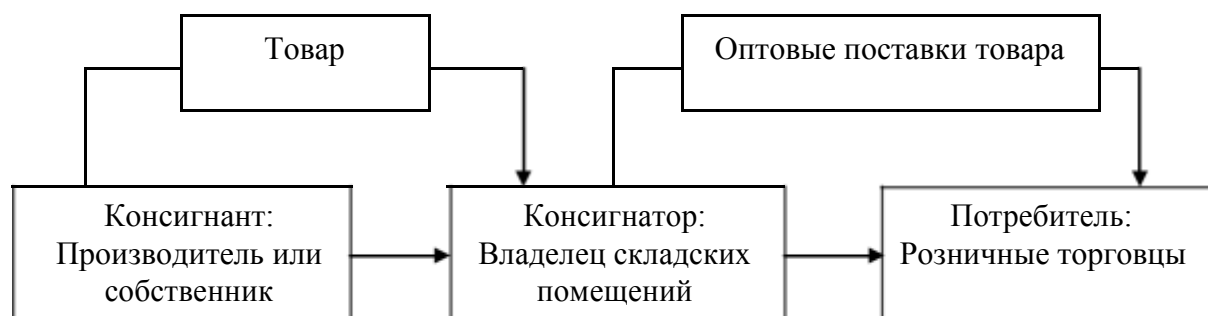 Товар
Оптовые поставки товара
Консигнант:
Производитель или
собственник
Консигнатор:
Владелец складских
помещений
Потребитель:
Розничные торговцы